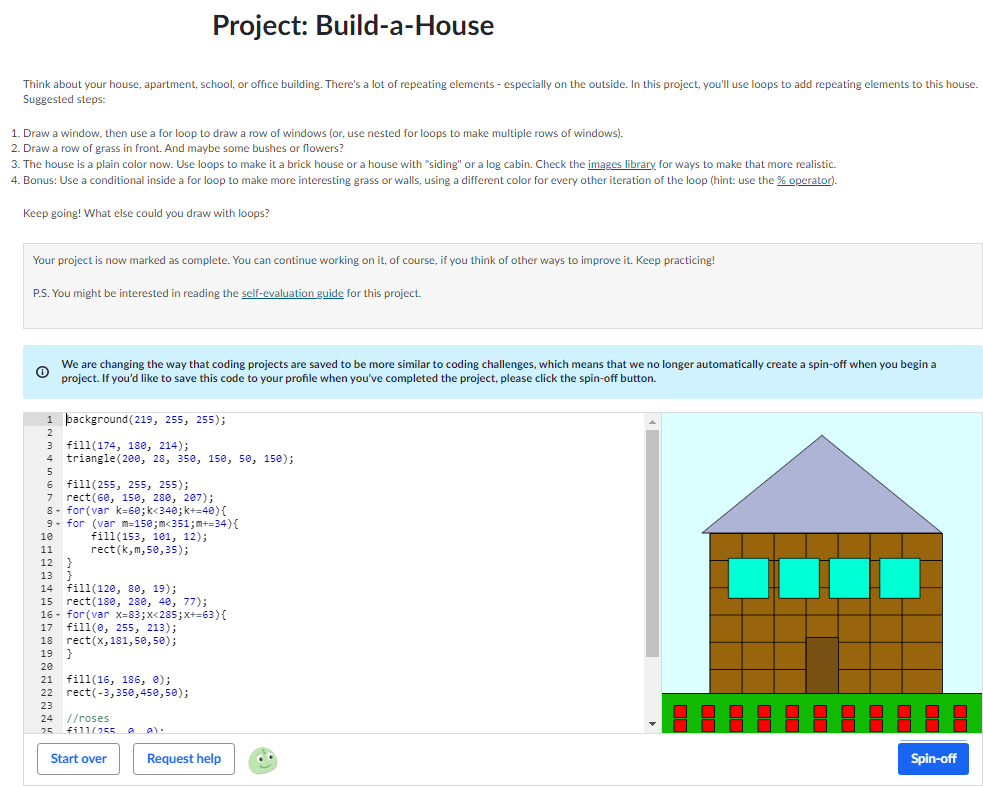 Project: Build-a-House
Think about your house, apartment, school, or office building. There's a lot of repeating elements - especially on the outside. In this project, you'll use loops to add repeating elements to this house.
Suggested steps:
1. Draw a window, then use a for loop to draw a row of windows (or, use nested for loops to make multiple rows of windows).
2. Draw a row of grass in front. And maybe some bushes or flowers?
3. The house is a plain color now. Use loops to make it a brick house or a house with "siding" or a log cabin. Check the images library for ways to make that more realistic.
4. Bonus: Use a conditional inside a for loop to make more interesting grass or walls, using a different color for every other iteration of the loop (hint: use the % operator).
Keep going! What else could you draw with loops?
Your project is now marked as complete. You can continue working on it, of course, if you think of other ways to improve it. Keep practicing!
P.S. You might be interested in reading the self-evaluation guide for this project.
We are changing the way that coding projects are saved to be more similar to coding challenges, which means that we no longer automatically create a spin-off when you begin a
project. If you'd like to save this code to your profile when you've completed the project, please click the spin-off button.
1 background(219, 255, 255);
2
3 fill(174, 180, 214);
4 triangle(200, 28, 350, 150, 50, 150);
5
6 fill(255, 255, 255);
7 rect(60, 150, 280, 207);
8 for(var k=60;k<340;k+=40){
9 for (var m=150;m<351;m+=34){
10 fill(153, 101, 12);
11 rect(k,m,50,35);
12 }
13 }
14 fill(120, 80, 19);
15 rect(180, 280, 40, 77);
16 for(var x=83;x<285;x+=63){
17 fill(0, 255, 213);
18 rect(x,181,50,50);
19 }
20
21 fill(16, 186, 0);
22 rect(-3,350,450,50);
23
24 //roses
25 fill(255, 0, 0);
Start over
Request help
Spin-off